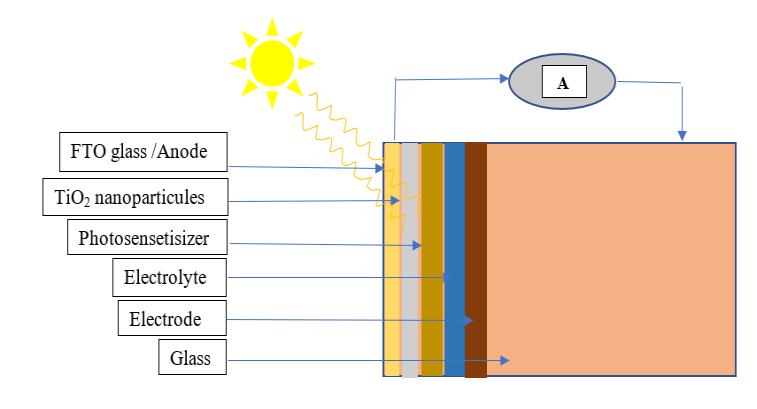 A
FTO glass /Anode
TiO₂ nanoparticules
Photosensetisizer
Electrolyte
Electrode
Glass